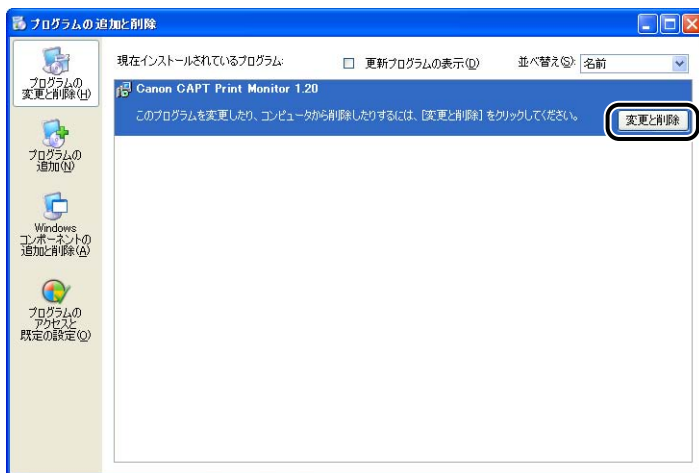 プログラムの追加と削除
プログラムの
変更と削除(H)
プログラムの
追加(N)
Windows
コンポーネントの
追加と削除(A)
プログラムの
アクセスと
既定の設定(O)
現在インストールされているプログラム:
更新プログラムの表示(D)
並べ替え(S):
名前
Canon CAPT Print Monitor 1.20
このプログラムを変更したり、コンピュータから削除したりするには、[変更と削除] をクリックしてください。
変更と削除